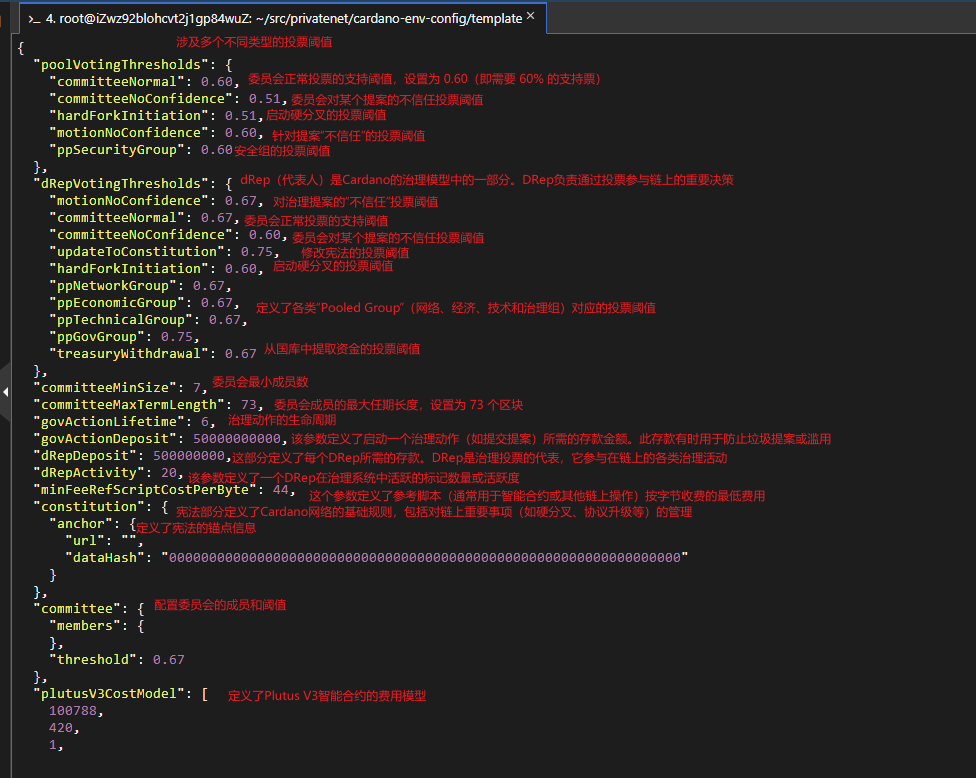 >_ 4. root@iZwz92blohcvt2j1gp84wuZ: ~/src/privatenet/cardano-env-config/template ×
{ 涉及多个不同类型的投票阈值
"poolVotingThresholds": {
"committeeNormal": 0.60, 委员会正常投票的支持阈值，设置为 0.60（即需要 60% 的支持票）
"committeeNoConfidence": 0.51, 委员会对某个提案的不信任投票阈值
"hardForkInitiation": 0.51, 启动硬分叉的投票阈值
"motionNoConfidence": 0.60, 针对提案“不信任”的投票阈值
"ppSecurityGroup": 0.60 安全组的投票阈值
},
"dRepVotingThresholds": { dRep（代表人）是Cardano的治理模型中的一部分。DRep负责通过投票参与链上的重要决策
"motionNoConfidence": 0.67, 对治理提案的“不信任”投票阈值
"committeeNormal": 0.67, 委员会正常投票的支持阈值
"committeeNoConfidence": 0.60, 委员会对某个提案的不信任投票阈值
"updateToConstitution": 0.75, 修改宪法的投票阈值
"hardForkInitiation": 0.60, 启动硬分叉的投票阈值
"ppNetworkGroup": 0.67,
"ppEconomicGroup": 0.67, 定义了各类“Pooled Group”（网络、经济、技术和治理组）对应的投票阈值
"ppTechnicalGroup": 0.67,
"ppGovGroup": 0.75,
"treasuryWithdrawal": 0.67 从国库中提取资金的投票阈值
},
"committeeMinSize": 7, 委员会最小成员数
"committeeMaxTermLength": 73, 委员会成员的最大任期长度，设置为 73 个区块
"govActionLifetime": 6, 治理动作的生命周期
"govActionDeposit": 50000000000, 该参数定义了启动一个治理动作（如提交提案）所需的存款金额。此存款有时用于防止垃圾提案或滥用
"dRepDeposit": 500000000, 这部分定义了每个DRep所需的存款。DRep是治理投票的代表，它参与在链上的各类治理活动
"dRepActivity": 20, 该参数定义了一个DRep在治理系统中活跃的标记数量或活跃度
"minFeeRefScriptCostPerByte": 44, 这个参数定义了参考脚本（通常用于智能合约或其他链上操作）按字节收费的最低费用
"constitution": { 宪法部分定义了Cardano网络的基础规则，包括对链上重要事项（如硬分叉、协议升级等）的管理
"anchor": { 定义了宪法的锚点信息
"url": "",
"dataHash": "0000000000000000000000000000000000000000000000000000000000000000"
}
},
"committee": { 配置委员会的成员和阈值
"members": {
},
"threshold": 0.67
},
"plutusV3CostModel": [ 定义了Plutus V3智能合约的费用模型
100788,
420,
1,